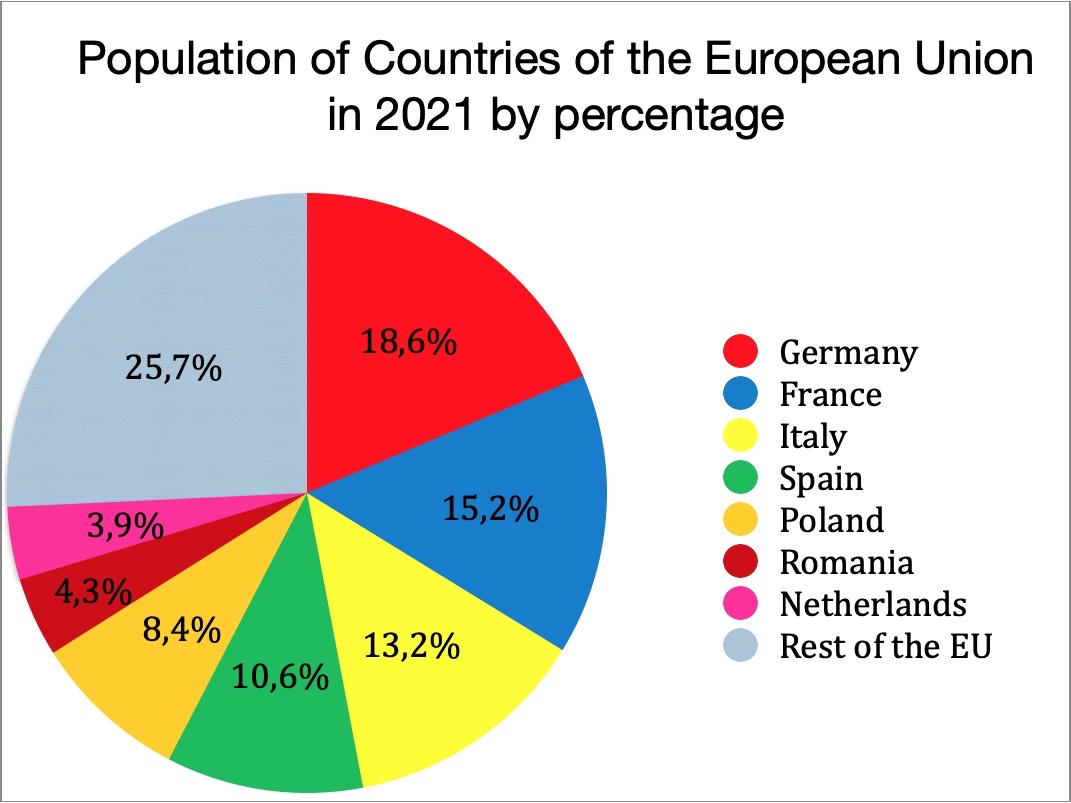 Population of Countries of the European Union
in 2021 by percentage
25,7%
18,6%
15,2%
3,9%
4,3%
8,4%
10,6%
13,2%
Germany
France
Italy
Spain
Poland
Romania
Netherlands
Rest of the EU